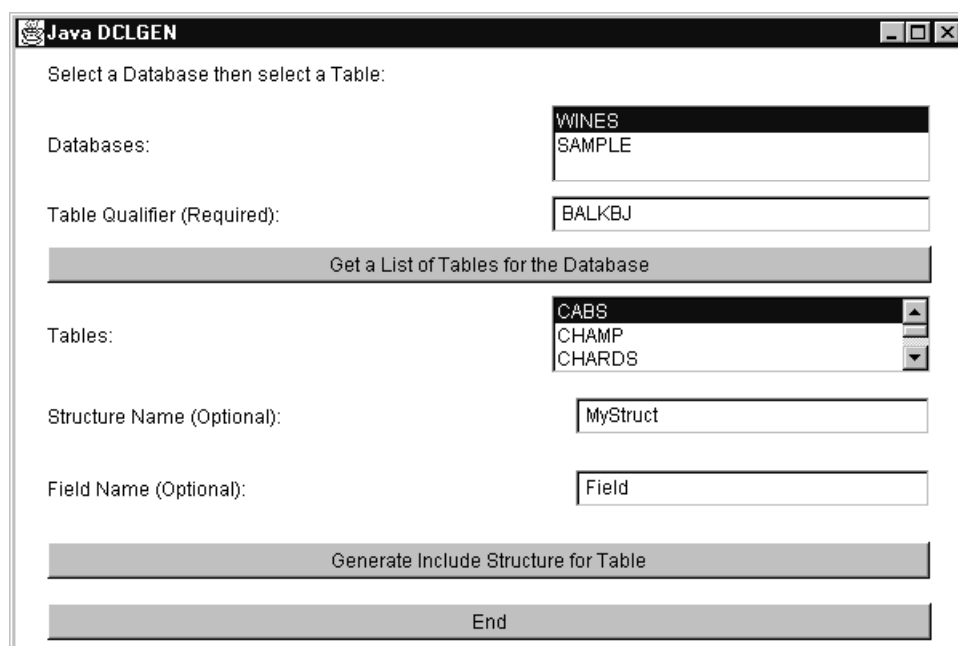 Java DCLGEN
Select a Database then select a Table:
WINES
Databases:
SAMPLE
Table Qualifier (Required):
BALKBJ
Get a List of Tables for the Database
CABS
Tables:
CHAMP
CHARDS
Structure Name (Optional):
MyStruct
Field Name (Optional):
Field
Generate Include Structure for Table
End